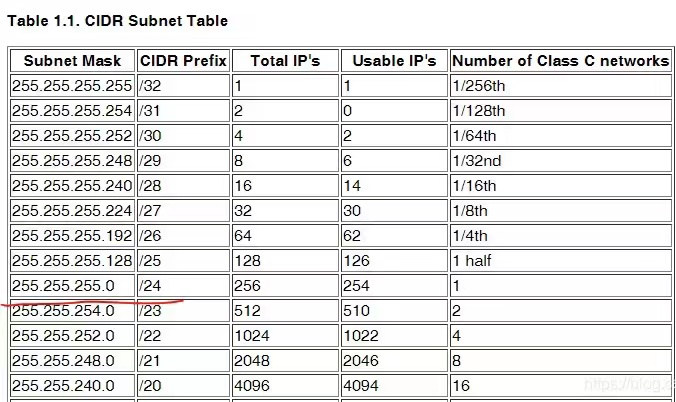 Table 1.1. CIDR Subnet Table
Subnet Mask CIDR Prefix Total IP's Usable IP's Number of Class C networks
255.255.255.255 /32 1 1 1/256th
255.255.255.254 /31 2 0 1/128th
255.255.255.252 /30 4 2 1/64th
255.255.255.248 /29 8 6 1/32nd
255.255.255.240 /28 16 14 1/16th
255.255.255.224 /27 32 30 1/8th
255.255.255.192 /26 64 62 1/4th
255.255.255.128 /25 128 126 1 half
255.255.255.0 /24 256 254 1
255.255.254.0 /23 512 510 2
255.255.252.0 /22 1024 1022 4
255.255.248.0 /21 2048 2046 8
255.255.240.0 /20 4096 4094 16